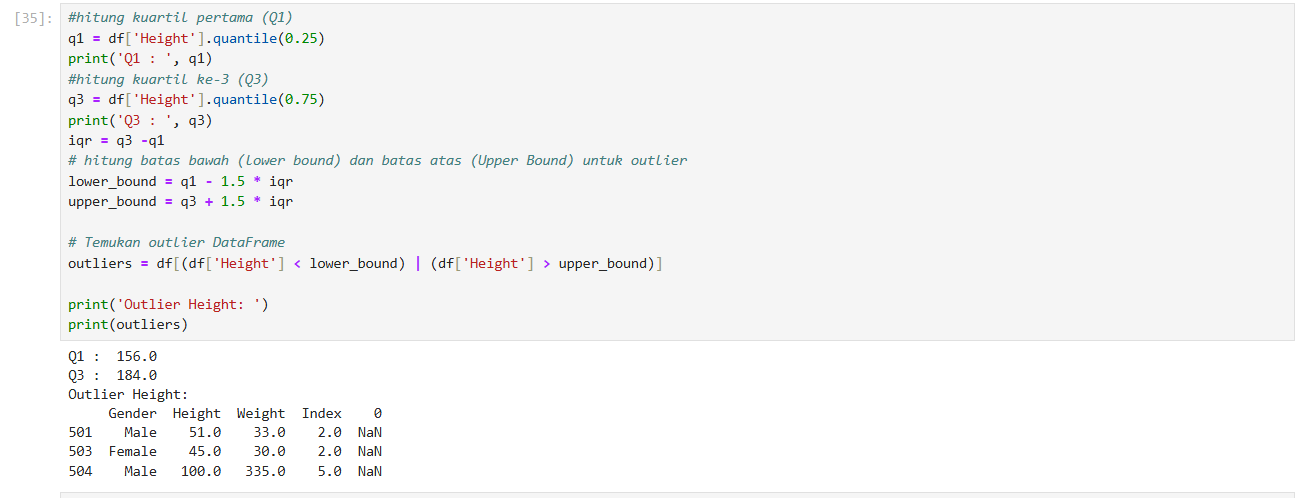 [35]:
#hitung kuartil pertama (Q1)
q1 = df['Height'].quantile(0.25)
print('Q1 : ', q1)
#hitung kuartil ke-3 (Q3)
q3 = df['Height'].quantile(0.75)
print('Q3 : ', q3)
iqr = q3 -q1
# hitung batas bawah (lower bound) dan batas atas (Upper Bound) untuk outlier
lower_bound = q1 - 1.5 * iqr
upper_bound = q3 + 1.5 * iqr
# Temukan outlier DataFrame
outliers = df[(df['Height'] < lower_bound) | (df['Height'] > upper_bound)]
print('Outlier Height: ')
print(outliers)
Q1 :  156.0
Q3 :  184.0
Outlier Height:
     Gender  Height  Weight  Index    0
501    Male    51.0    33.0    2.0  NaN
503  Female    45.0    30.0    2.0  NaN
504    Male   100.0   335.0    5.0  NaN